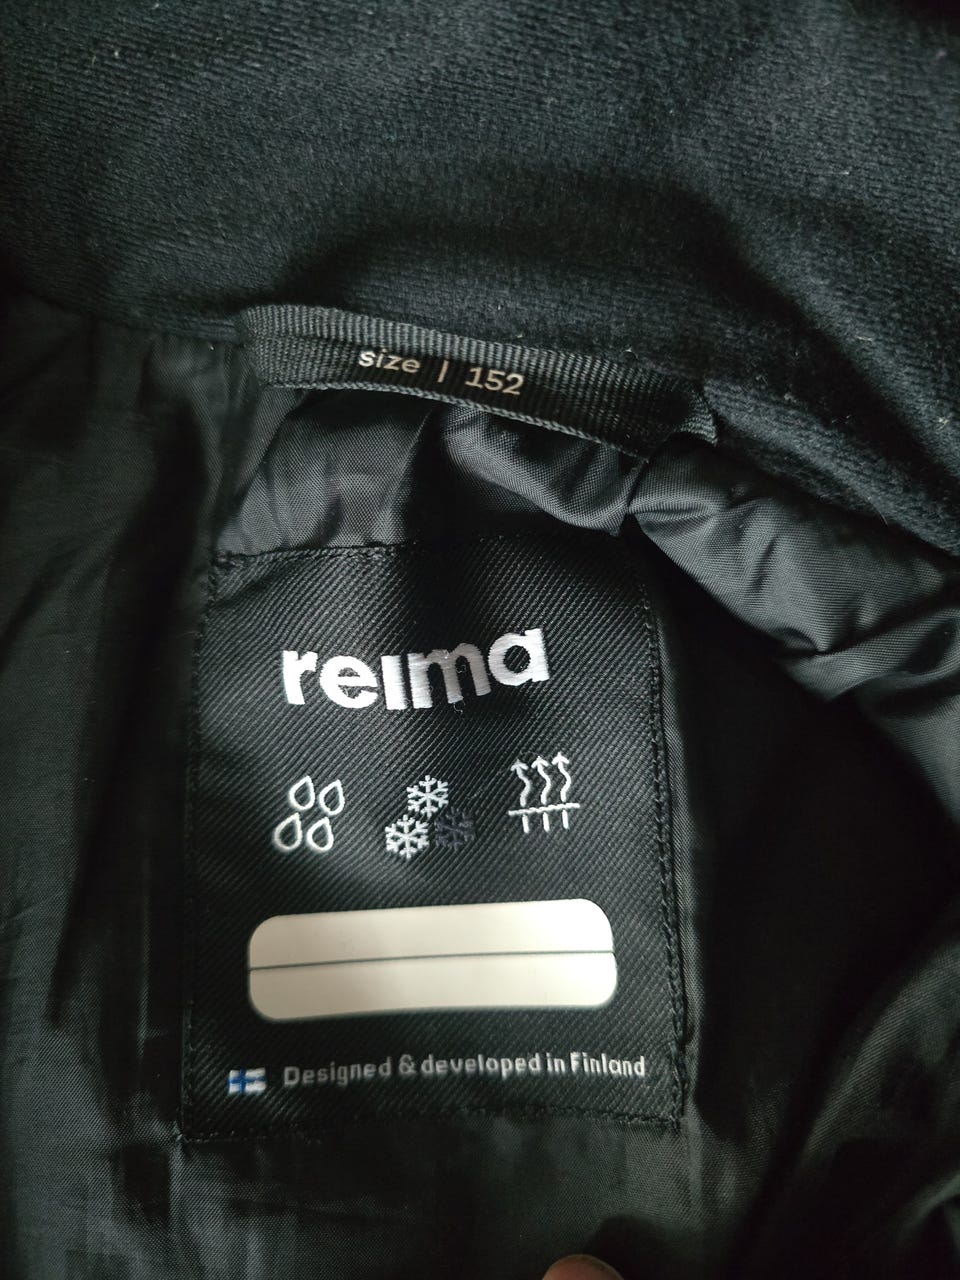 size | 152
reima
Designed & developed in Finland